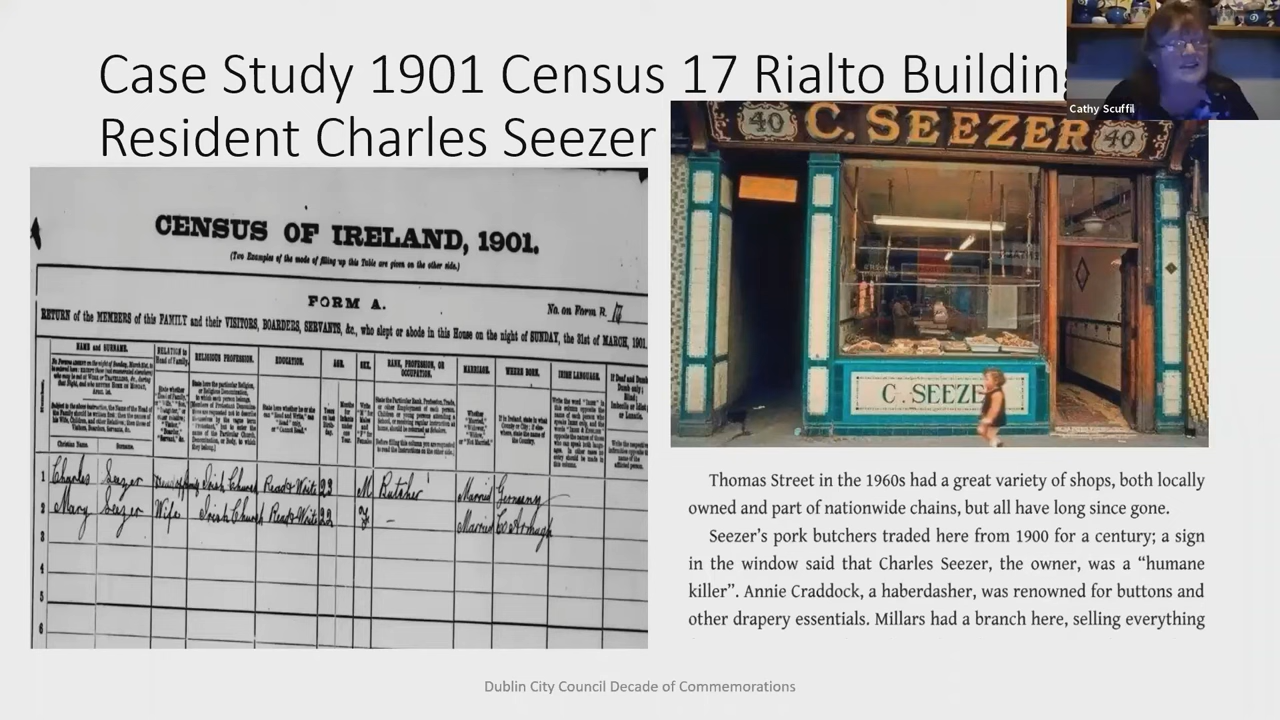 Case Study 1901 Census 17 Rialto Building
Resident Charles Seezer
Cathy Scuffil
CENSUS OF IRELAND, 1901.
(Two Examples of the mode of filling up this Table are given on the other side.)
FORM A.
No. on Form B. 17
RETURN of the MEMBERS of this FAMILY and their VISITORS, BOARDERS, SERVANTS, &c., who slept or abode in this House on the night of SUNDAY, the 31st of MARCH, 1901.
NAME and SURNAME.
RELATION to Head of Family.
RELIGIOUS PROFESSION.
EDUCATION.
AGE.
SEX.
RANK, PROFESSION, OR OCCUPATION.
MARRIAGE.
WHERE BORN.
IRISH LANGUAGE.
If Deaf and Dumb;
Christian Name. Surname.
1 Charles Seezer Irish Church Read & Write 23 M Butcher Married Germany
2 Mary Seezer Wife Irish Church Read & Write 22 F – Married Co Armagh
3
4
5
6
40 C. SEEZER 40
C. SEEZE
Thomas Street in the 1960s had a great variety of shops, both locally
owned and part of nationwide chains, but all have long since gone.
Seezer's pork butchers traded here from 1900 for a century; a sign
in the window said that Charles Seezer, the owner, was a “humane
killer”. Annie Craddock, a haberdasher, was renowned for buttons and
other drapery essentials. Millars had a branch here, selling everything
Dublin City Council Decade of Commemorations